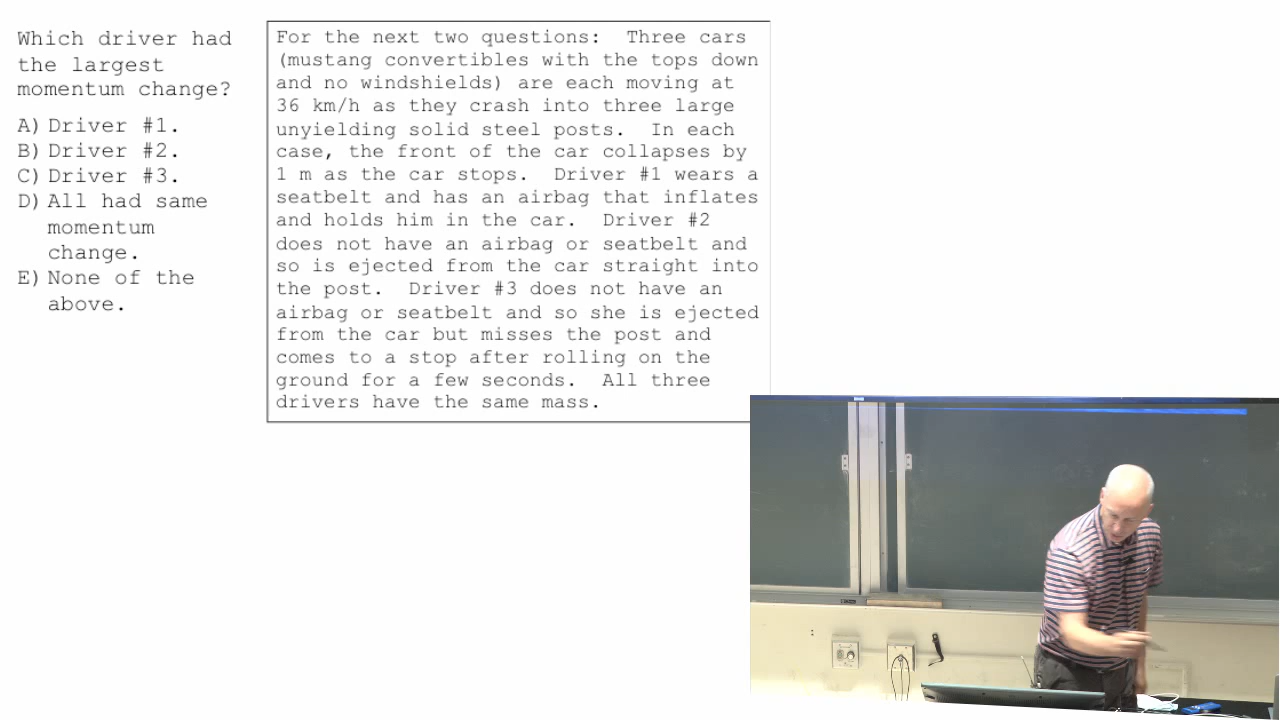 Which driver had
the largest
momentum change?
A) Driver #1.
B) Driver #2.
C) Driver #3.
D) All had same
momentum
change.
E) None of the
above.
For the next two questions: Three cars
(mustang convertibles with the tops down
and no windshields) are each moving at
36 km/h as they crash into three large
unyielding solid steel posts. In each
case, the front of the car collapses by
1 m as the car stops. Driver #1 wears a
seatbelt and has an airbag that inflates
and holds him in the car. Driver #2
does not have an airbag or seatbelt and
so is ejected from the car straight into
the post. Driver #3 does not have an
airbag or seatbelt and so she is ejected
from the car but misses the post and
comes to a stop after rolling on the
ground for a few seconds. All three
drivers have the same mass.